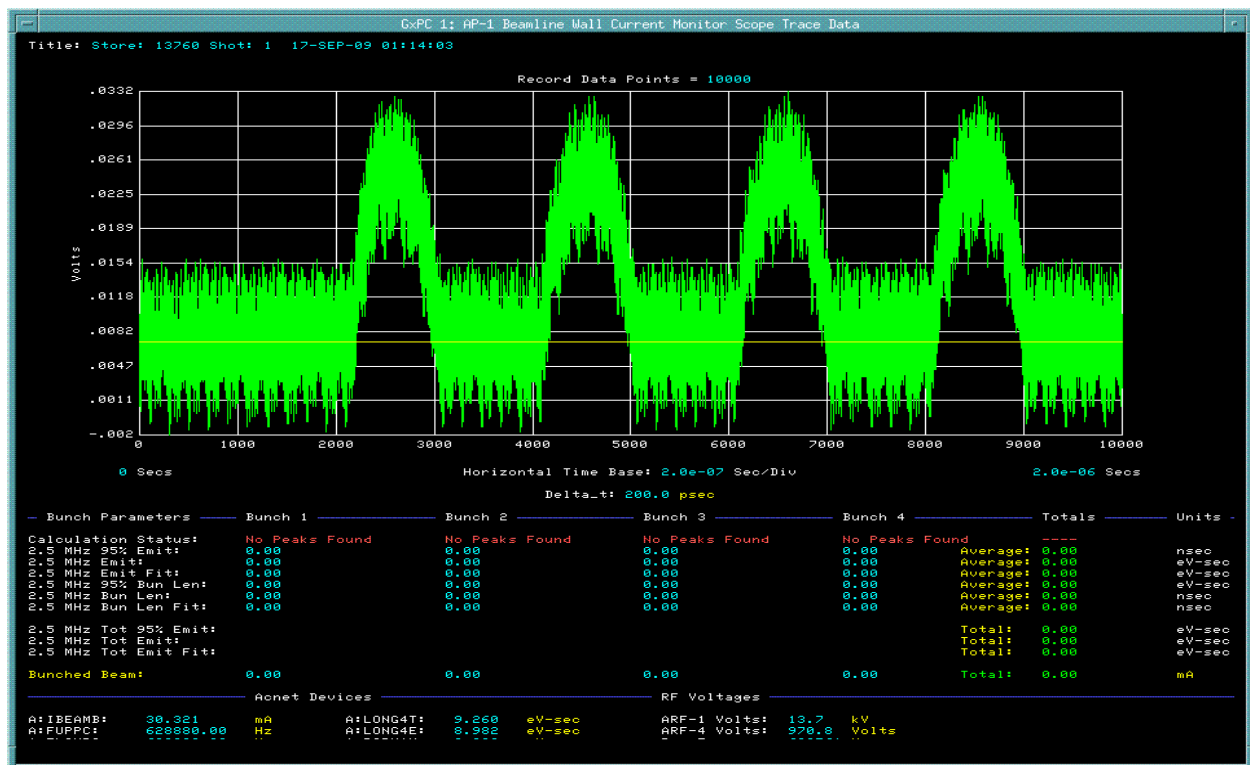 GxPC 1: AP-1 Beamline Wall Current Monitor Scope Trace Data
Title: Store: 13760 Shot: 1 17-SEP-09 01:14:03
Record Data Points = 10000
.0332
.0296
.0261
.0225
.0189
.0154
.0118
.0082
.0047
.0011
-.002
Volts
0 1000 2000 3000 4000 5000 6000 7000 8000 9000 10000
0 Secs Horizontal Time Base: 2.0e-07 Sec/Div 2.0e-06 Secs
Delta_t: 200.0 psec
Bunch Parameters Bunch 1 Bunch 2 Bunch 3 Bunch 4 Totals Units
Calculation Status: No Peaks Found No Peaks Found No Peaks Found No Peaks Found ----
2.5 MHz 95% Emit: 0.00 0.00 0.00 0.00 Average: 0.00 nsec
2.5 MHz Emit: 0.00 0.00 0.00 0.00 Average: 0.00 eV-sec
2.5 MHz Emit Fit: 0.00 0.00 0.00 0.00 Average: 0.00 eV-sec
2.5 MHz 95% Bun Len: 0.00 0.00 0.00 0.00 Average: 0.00 eV-sec
2.5 MHz Bun Len: 0.00 0.00 0.00 0.00 Average: 0.00 nsec
2.5 MHz Bun Len Fit: 0.00 0.00 0.00 0.00 Average: 0.00 nsec
2.5 MHz Tot 95% Emit: Total: 0.00 eV-sec
2.5 MHz Tot Emit: Total: 0.00 eV-sec
2.5 MHz Tot Emit Fit: Total: 0.00 eV-sec
Bunched Beam: 0.00 0.00 0.00 0.00 Total: 0.00 mA
Acnet Devices RF Voltages
A:IBEAMB: 30.321 mA A:LONG4T: 9.260 eV-sec ARF-1 Volts: 13.7 kV
A:FUPPC: 628880.00 Hz A:LONG4E: 8.982 eV-sec ARF-4 Volts: 970.8 Volts